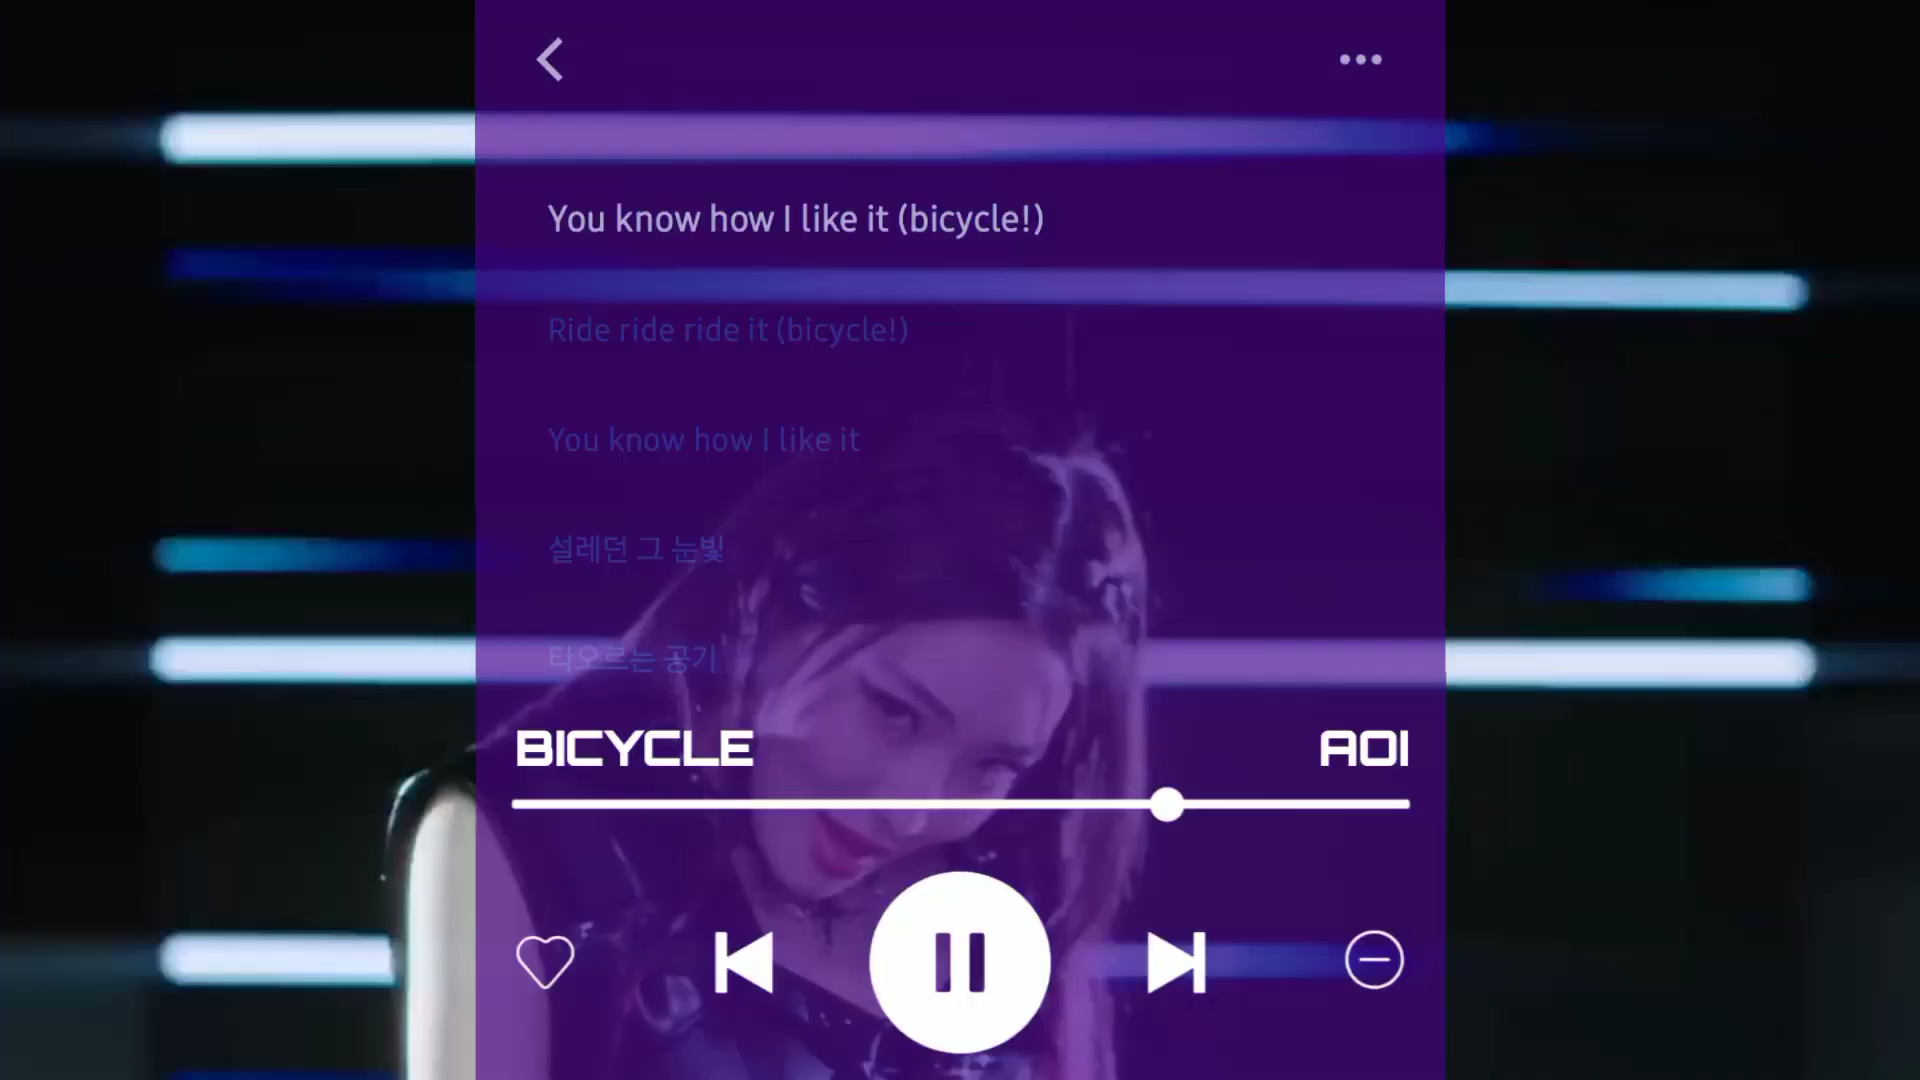 You know how I like it (bicycle!)
Ride ride ride it (bicycle!)
You know how I like it
설레던 그 눈빛
타오르는 공기
BICYCLE
AOI